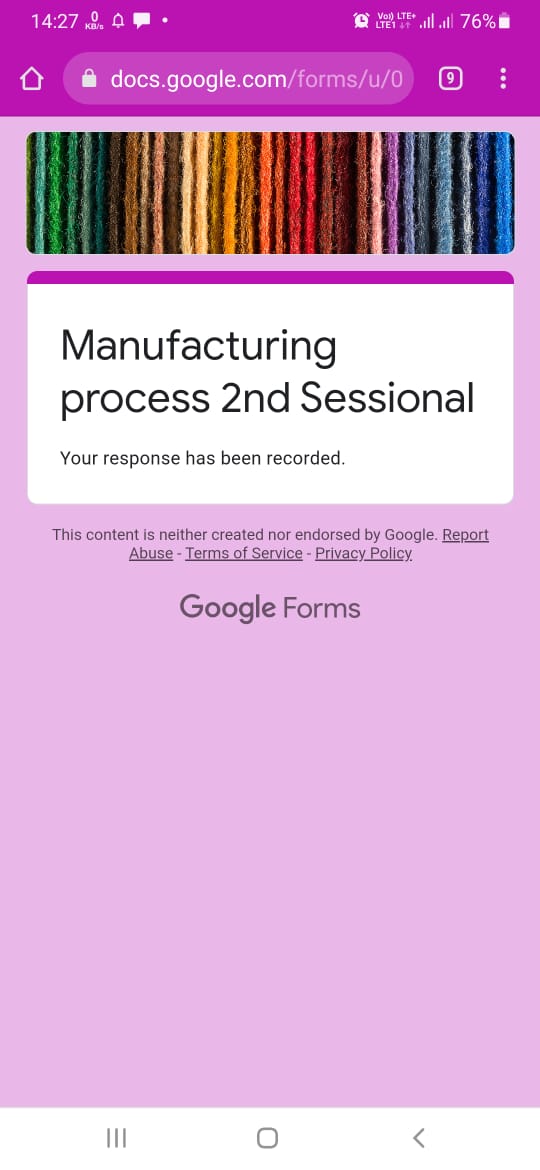 14:27 0 KB/s Vo) LTE+ LTE1 ↓↑ 76%
docs.google.com/forms/u/0 9
Manufacturing
process 2nd Sessional
Your response has been recorded.
This content is neither created nor endorsed by Google. Report
Abuse - Terms of Service - Privacy Policy
Google Forms